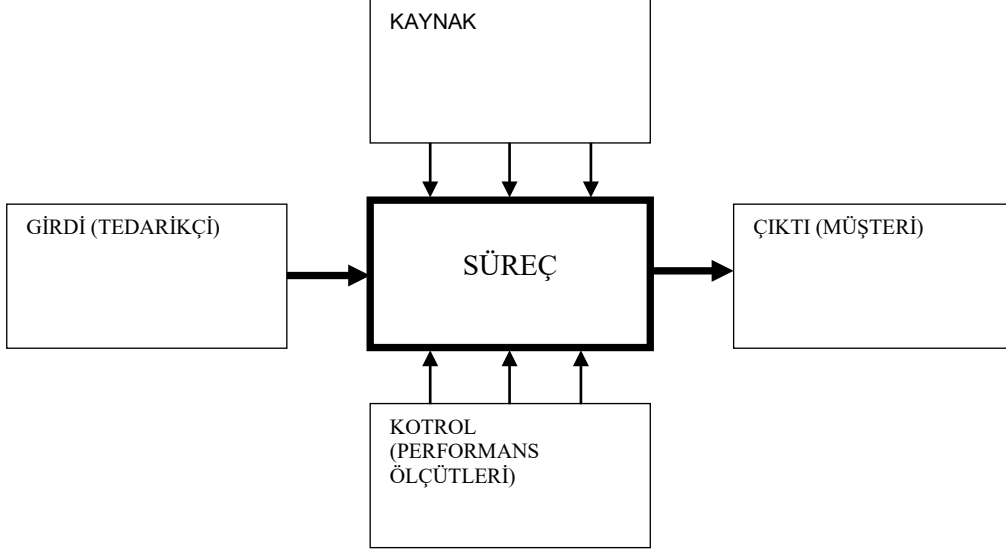 KAYNAK
GİRDİ (TEDARİKÇİ)
SÜREÇ
ÇIKTI (MÜŞTERİ)
KOTROL
(PERFORMANS
ÖLÇÜTLERİ)